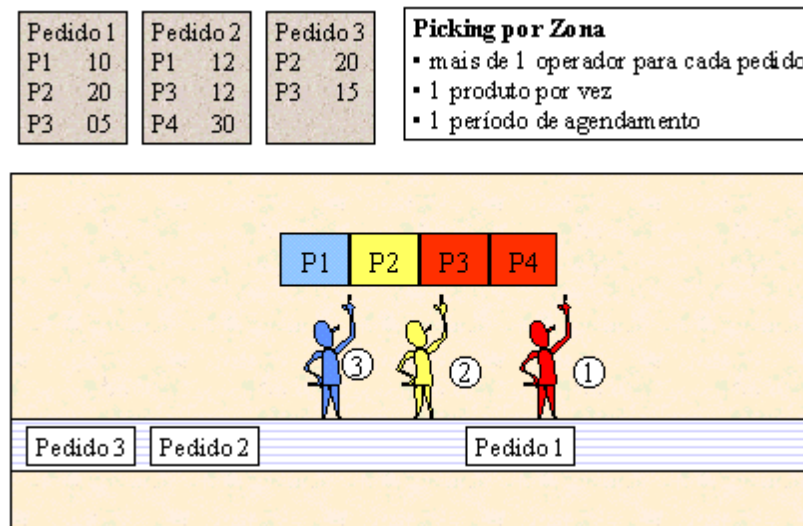 Pedido 1
P1 10
P2 20
P3 05
Pedido 2
P1 12
P3 12
P4 30
Pedido 3
P2 20
P3 15
Picking por Zona
▪ mais de 1 operador para cada pedido
▪ 1 produto por vez
▪ 1 período de agendamento
P1 P2 P3 P4
3 2 1
Pedido 3 Pedido 2 Pedido 1